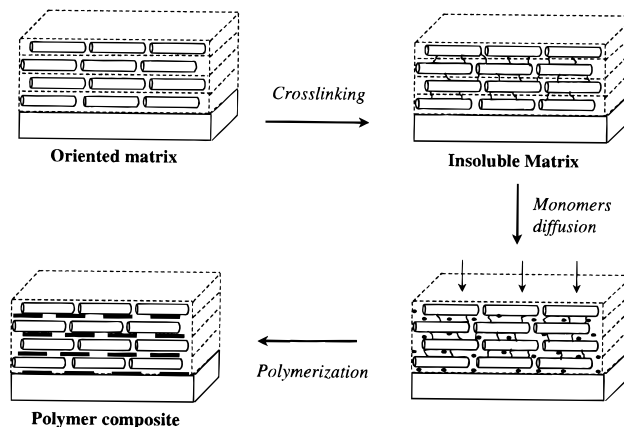 Crosslinking
Oriented matrix
Insoluble Matrix
Monomers
diffusion
Polymerization
Polymer composite